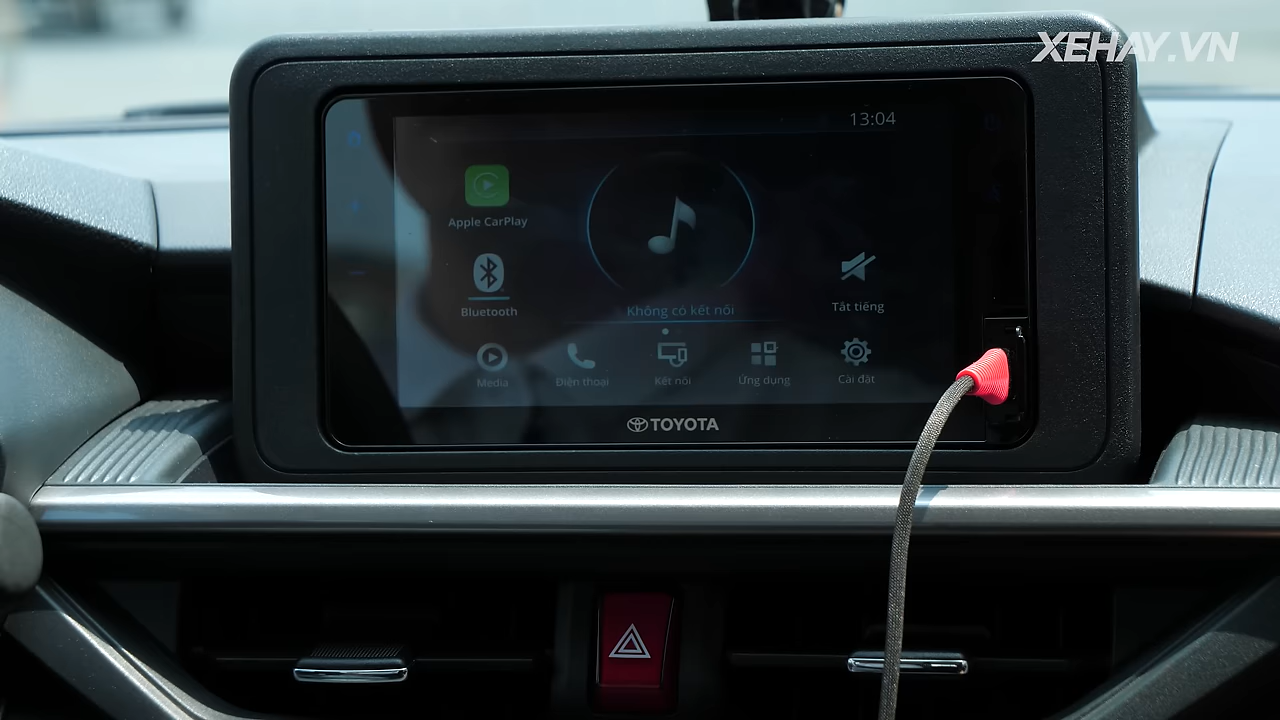 XEHAY.VN
13:04
Apple CarPlay
Bluetooth
Không có kết nối
Tắt tiếng
Media
Điện thoại
Kết nối
Ứng dụng
Cài đặt
TOYOTA